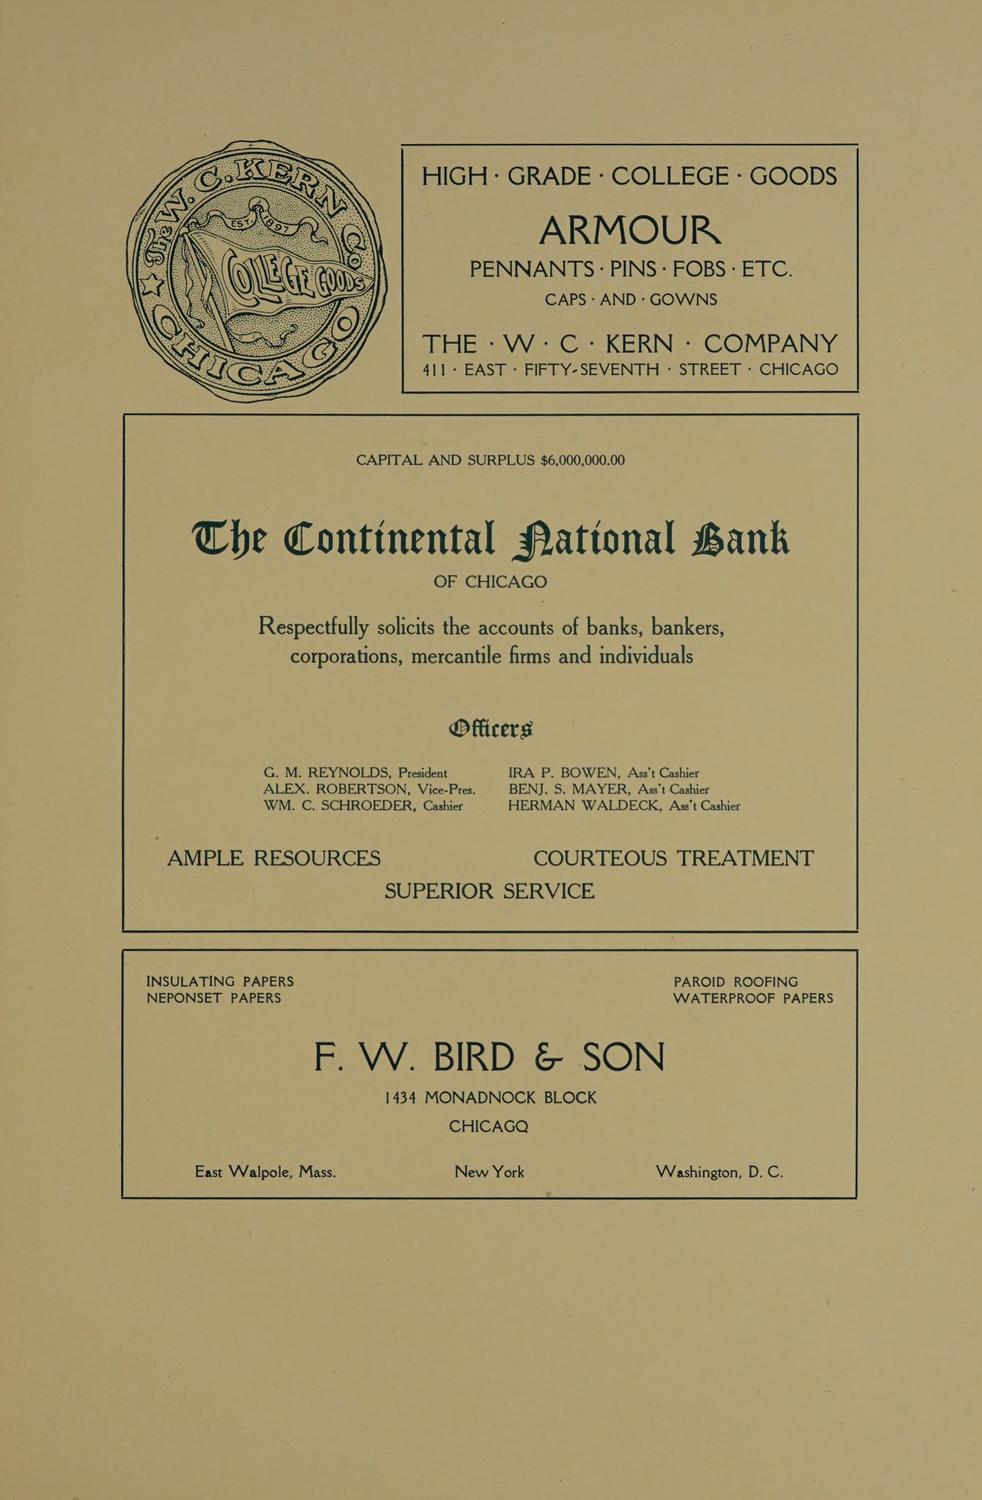 The W. C. KERN Co
CHICAGO
EST. 1897
COLLEGE GOODS
HIGH · GRADE · COLLEGE · GOODS
ARMOUR
PENNANTS · PINS · FOBS · ETC.
CAPS · AND · GOWNS
THE · W · C · KERN · COMPANY
411 · EAST · FIFTY-SEVENTH · STREET · CHICAGO
CAPITAL AND SURPLUS $6,000,000.00
The Continental National Bank
OF CHICAGO
Respectfully solicits the accounts of banks, bankers,
corporations, mercantile firms and individuals
Officers
G. M. REYNOLDS, President
ALEX. ROBERTSON, Vice-Pres.
WM. C. SCHROEDER, Cashier
IRA P. BOWEN, Ass't Cashier
BENJ. S. MAYER, Ass't Cashier
HERMAN WALDECK, Ass't Cashier
AMPLE RESOURCES COURTEOUS TREATMENT
SUPERIOR SERVICE
INSULATING PAPERS
NEPONSET PAPERS
PAROID ROOFING
WATERPROOF PAPERS
F. W. BIRD & SON
1434 MONADNOCK BLOCK
CHICAGO
East Walpole, Mass. New York Washington, D. C.